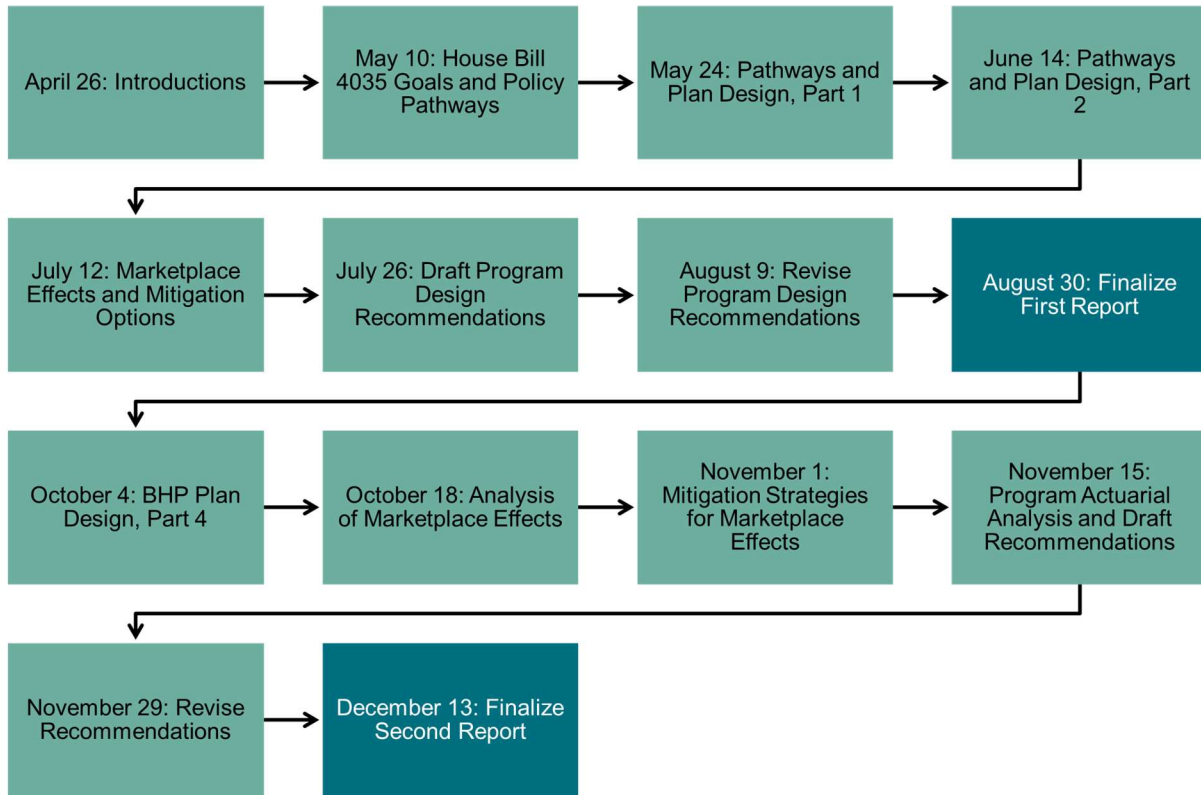 April 26: Introductions
May 10: House Bill
4035 Goals and Policy
Pathways
May 24: Pathways and
Plan Design, Part 1
June 14: Pathways
and Plan Design, Part
2
July 12: Marketplace
Effects and Mitigation
Options
July 26: Draft Program
Design
Recommendations
August 9: Revise
Program Design
Recommendations
August 30: Finalize
First Report
October 4: BHP Plan
Design, Part 4
October 18: Analysis
of Marketplace Effects
November 1:
Mitigation Strategies
for Marketplace
Effects
November 15:
Program Actuarial
Analysis and Draft
Recommendations
November 29: Revise
Recommendations
December 13: Finalize
Second Report